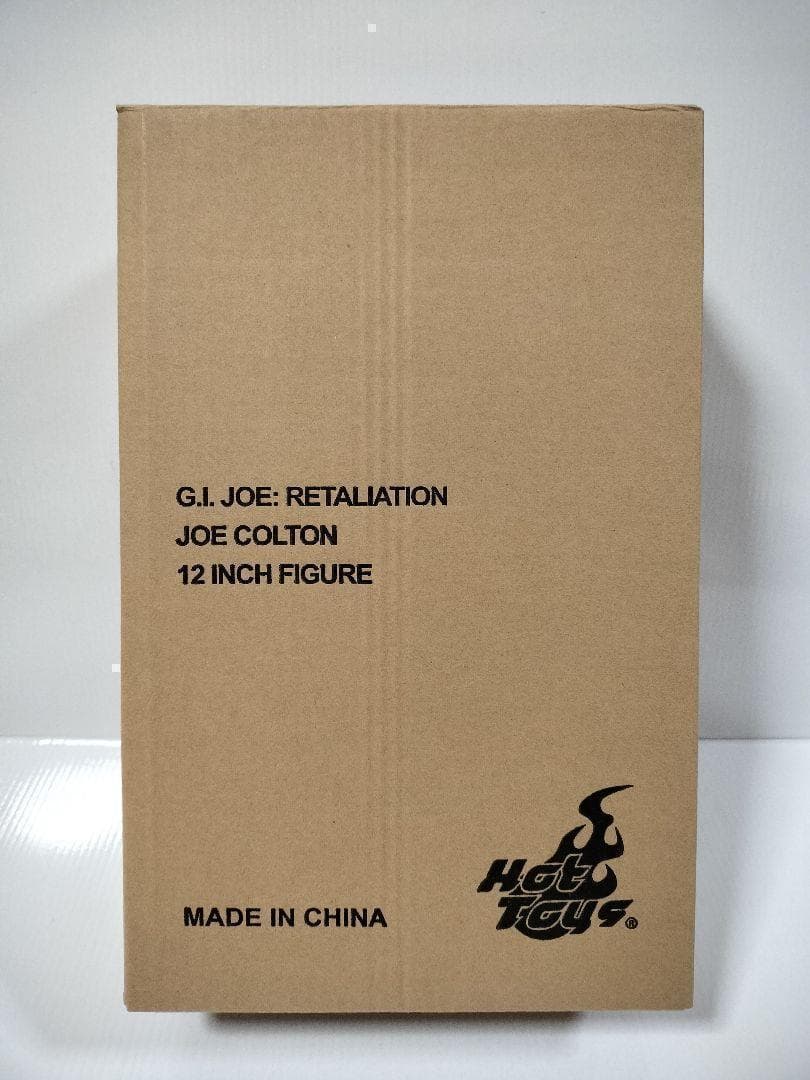 G.I. JOE: RETALIATION
JOE COLTON
12 INCH FIGURE
MADE IN CHINA
Hot
Toys®